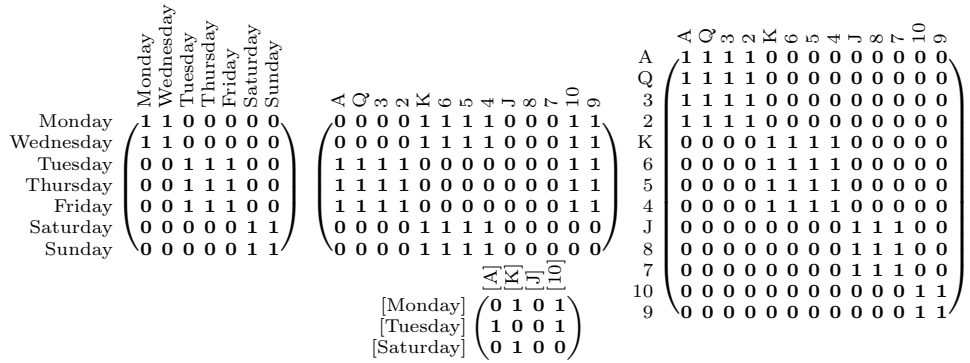 Monday Wednesday Tuesday Thursday Friday Saturday Sunday
Monday 1 1 0 0 0 0 0
Wednesday 1 1 0 0 0 0 0
Tuesday 0 0 1 1 1 0 0
Thursday 0 0 1 1 1 0 0
Friday 0 0 1 1 1 0 0
Saturday 0 0 0 0 0 1 1
Sunday 0 0 0 0 0 1 1
A Q 3 2 K 6 5 4 J 8 7 10 9
0 0 0 0 1 1 1 1 0 0 0 1 1
0 0 0 0 1 1 1 1 0 0 0 1 1
1 1 1 1 0 0 0 0 0 0 0 1 1
1 1 1 1 0 0 0 0 0 0 0 1 1
1 1 1 1 0 0 0 0 0 0 0 1 1
0 0 0 0 1 1 1 1 0 0 0 0 0
0 0 0 0 1 1 1 1 0 0 0 0 0
A Q 3 2 K 6 5 4 J 8 7 10 9
A 1 1 1 1 0 0 0 0 0 0 0 0 0
Q 1 1 1 1 0 0 0 0 0 0 0 0 0
3 1 1 1 1 0 0 0 0 0 0 0 0 0
2 1 1 1 1 0 0 0 0 0 0 0 0 0
K 0 0 0 0 1 1 1 1 0 0 0 0 0
6 0 0 0 0 1 1 1 1 0 0 0 0 0
5 0 0 0 0 1 1 1 1 0 0 0 0 0
4 0 0 0 0 1 1 1 1 0 0 0 0 0
J 0 0 0 0 0 0 0 0 1 1 1 0 0
8 0 0 0 0 0 0 0 0 1 1 1 0 0
7 0 0 0 0 0 0 0 0 1 1 1 0 0
10 0 0 0 0 0 0 0 0 0 0 0 1 1
9 0 0 0 0 0 0 0 0 0 0 0 1 1
[A] [K] [J] [10]
[Monday] 0 1 0 1
[Tuesday] 1 0 0 1
[Saturday] 0 1 0 0